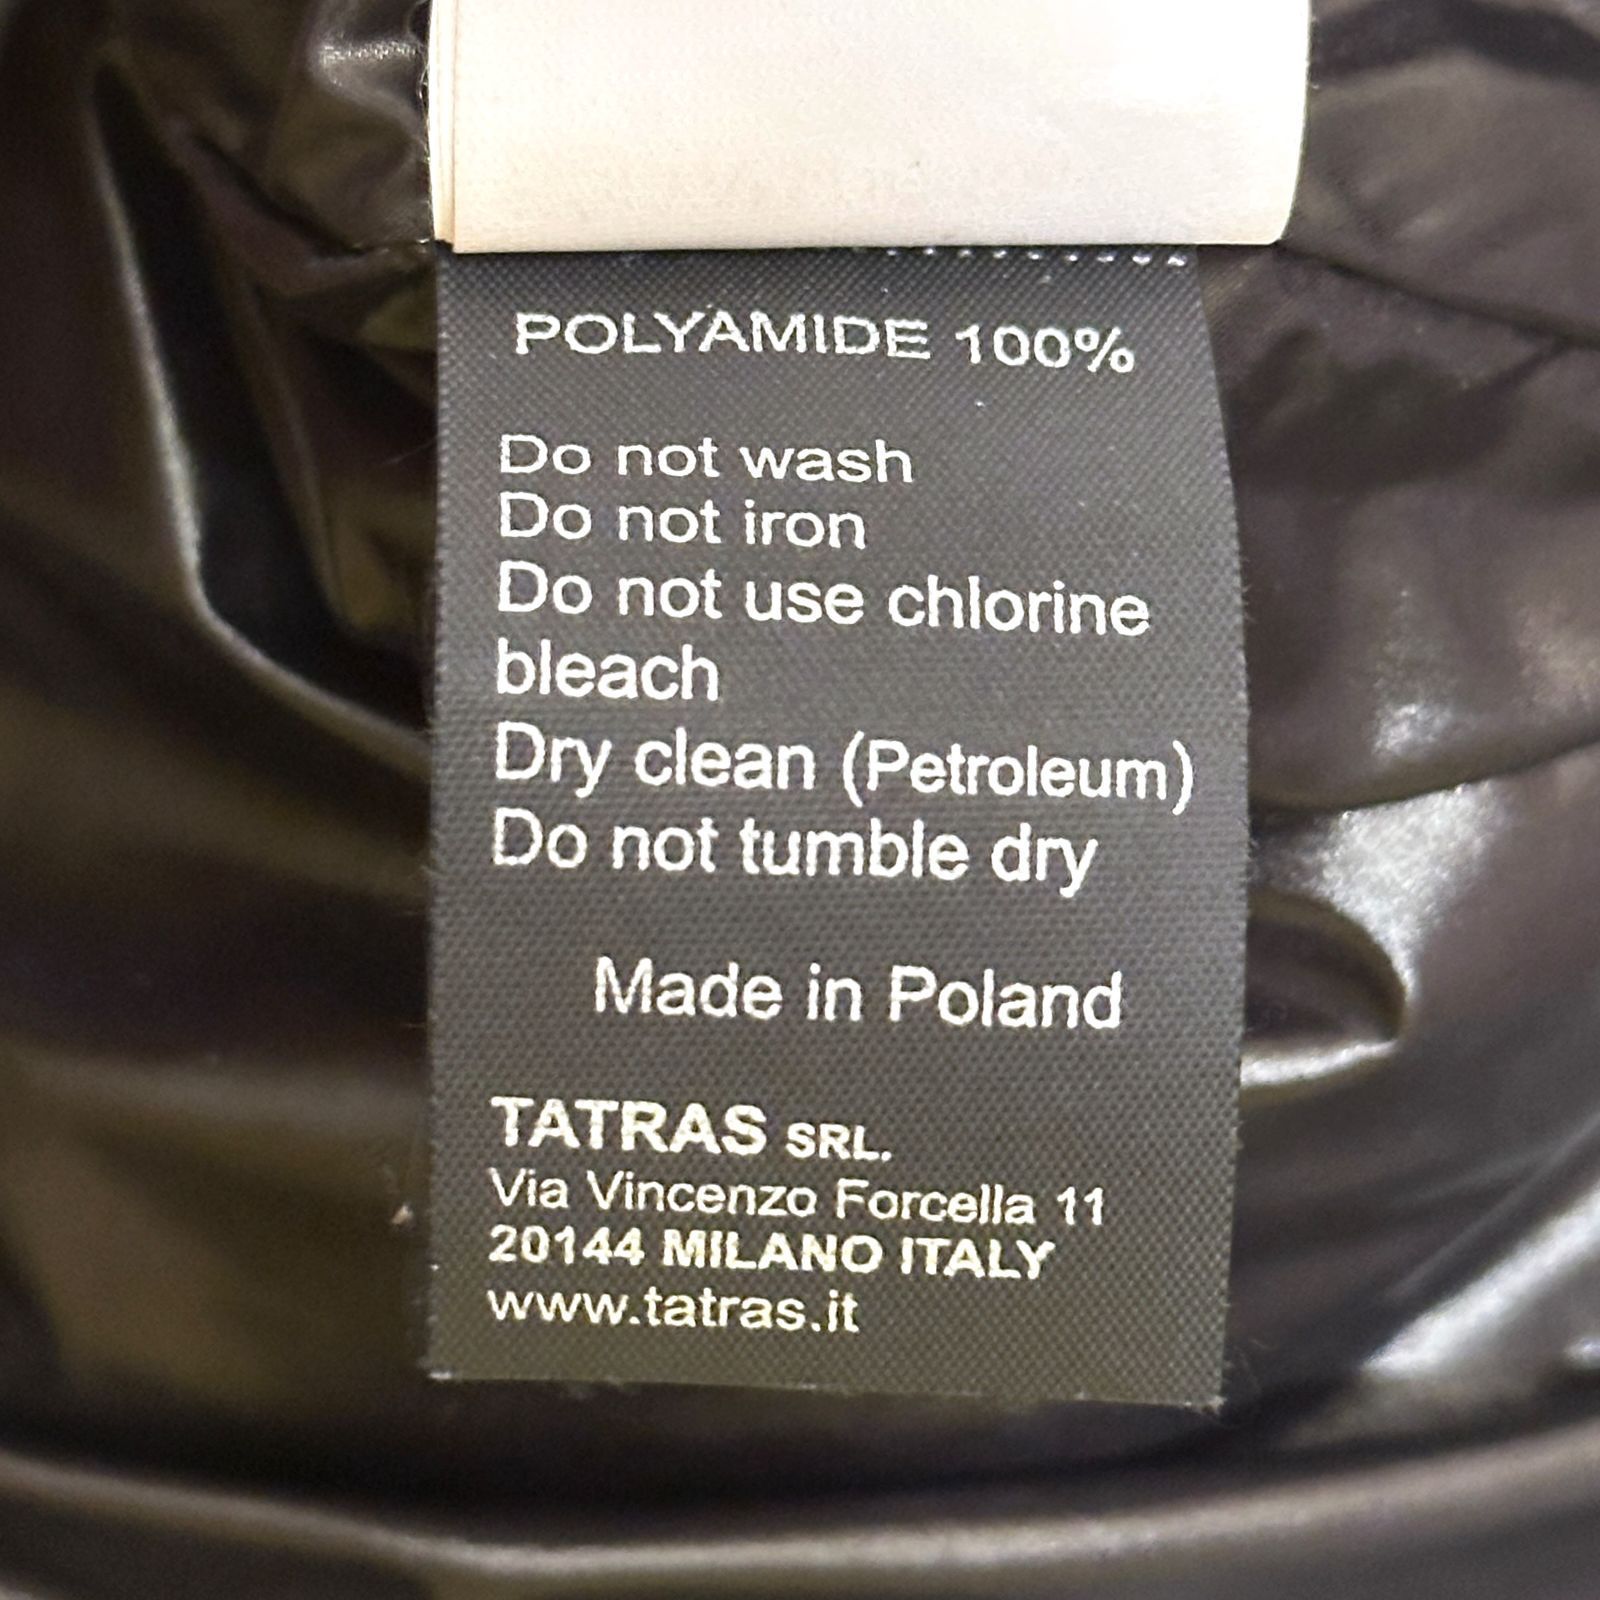 POLYAMIDE 100%
Do not wash
Do not iron
Do not use chlorine
bleach
Dry clean (Petroleum)
Do not tumble dry
Made in Poland
TATRAS SRL.
Via Vincenzo Forcella 11
20144 MILANO ITALY
www.tatras.it